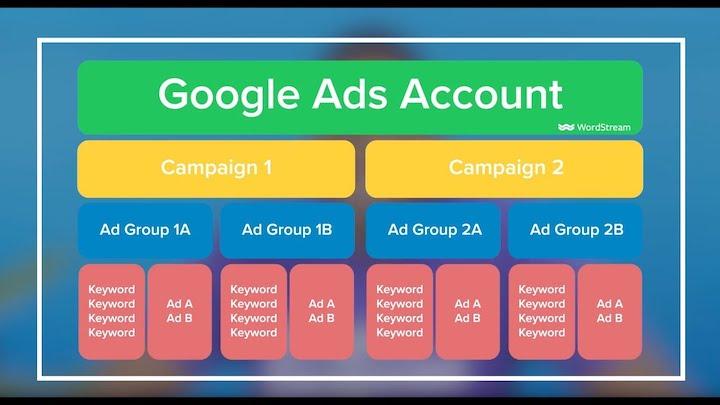 Google Ads Account
WordStream
Campaign 1
Campaign 2
Ad Group 1A
Ad Group 1B
Ad Group 2A
Ad Group 2B
Keyword
Keyword
Keyword
Keyword
Ad A
Ad B
Keyword
Keyword
Keyword
Keyword
Ad A
Ad B
Keyword
Keyword
Keyword
Keyword
Ad A
Ad B
Keyword
Keyword
Keyword
Keyword
Ad A
Ad B